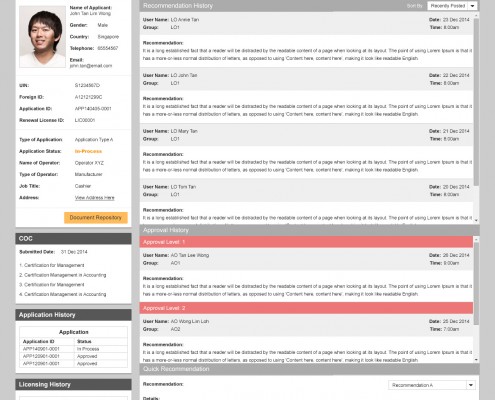 Name of Applicant:
John Tan Lim Wong
Gender: Male
Country: Singapore
Telephone: 65554567
Email:
john.tan@email.com
UIN: S1234567D
Foreign ID: A12121200C
Application ID: APP140405-0001
Renewal License ID: LIC00001
Type of Application: Application Type A
Application Status: In-Process
Name of Operator: Operator XYZ
Type of Operator: Manufacturer
Job Title: Cashier
Address: View Address Here
Document Repository
COC
Submitted Date: 31 Dec 2014
1. Certification for Management
2. Certification Management in Accounting
3. Certification for Management
4. Certification Management in Accounting
Application History
Application
Application ID Status
APP140901-0001 In Process
APP120901-0001 Approved
APP120901-0001 Approved
Licensing History
Recommendation History
Sort By Recently Posted
User Name: LO Annie Tan Date: 23 Dec 2014
Group: LO1 Time: 8:00am
Recommendation:
It is a long established fact that a reader will be distracted by the readable content of a page when looking at its layout. The point of using Lorem Ipsum is that it
has a more-or-less normal distribution of letters, as opposed to using 'Content here, content here', making it look like readable English.
User Name: LO John Tan Date: 22 Dec 2014
Group: LO1 Time: 8:00am
Recommendation:
It is a long established fact that a reader will be distracted by the readable content of a page when looking at its layout. The point of using Lorem Ipsum is that it
has a more-or-less normal distribution of letters, as opposed to using 'Content here, content here', making it look like readable English.
User Name: LO Mary Tan Date: 21 Dec 2014
Group: LO1 Time: 8:00am
Recommendation:
It is a long established fact that a reader will be distracted by the readable content of a page when looking at its layout. The point of using Lorem Ipsum is that it
has a more-or-less normal distribution of letters, as opposed to using 'Content here, content here', making it look like readable English.
User Name: LO Tom Tan Date: 20 Dec 2014
Group: LO1 Time: 8:00am
Recommendation:
It is a long established fact that a reader will be distracted by the readable content of a page when looking at its layout. The point of using Lorem Ipsum is that it
has a more-or-less normal distribution of letters, as opposed to using 'Content here, content here', making it look like readable English.
Approval History
Approval Level: 1
User Name: AO Tan Lee Wong Date: 26 Dec 2014
Group: AO1 Time: 9:00am
Recommendation:
It is a long established fact that a reader will be distracted by the readable content of a page when looking at its layout. The point of using Lorem Ipsum is that it
has a more-or-less normal distribution of letters, as opposed to using 'Content here, content here', making it look like readable English.
Approval Level: 2
User Name: AO Wong Lim Loh Date: 25 Dec 2014
Group: AO2 Time: 7:00am
Recommendation:
It is a long established fact that a reader will be distracted by the readable content of a page when looking at its layout. The point of using Lorem Ipsum is that it
has a more-or-less normal distribution of letters, as opposed to using 'Content here, content here', making it look like readable English.
Quick Recommendation
Recommendation: Recommendation A
Details: